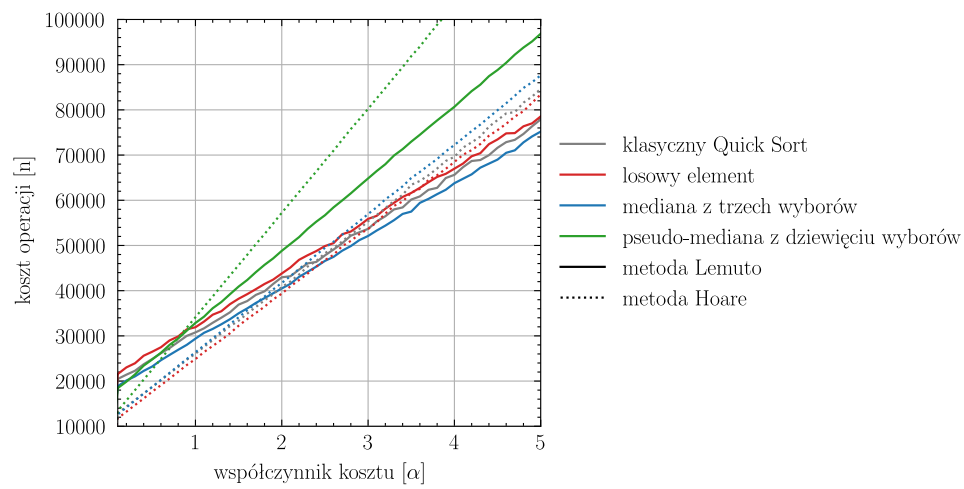 100000
90000
80000
70000
60000
50000
40000
30000
20000
10000
koszt operacji [n]
1
2
3
4
5
współczynnik kosztu [α]
klasyczny Quick Sort
losowy element
mediana z trzech wyborów
pseudo-mediana z dziewięciu wyborów
metoda Lemuto
metoda Hoare